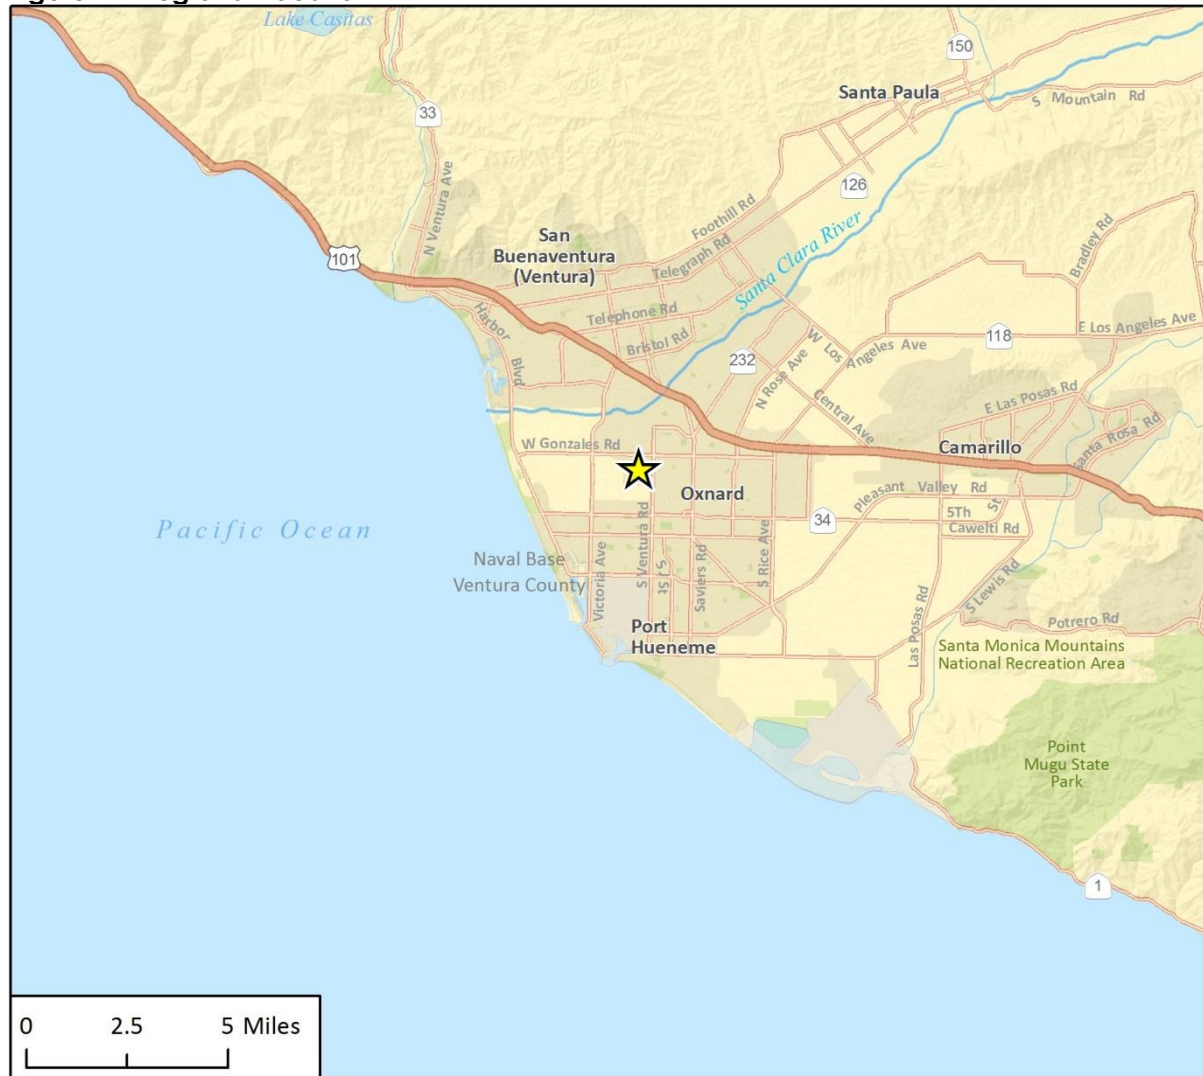 Lake Casitas
150
Santa Paula
S Mountain Rd
33
126
N Ventura Ave
Foothill Rd
San
Buenaventura
(Ventura)
Telegraph Rd
Santa Clara River
Bradley Rd
101
Harbor Blvd
Telephone Rd
Bristol Rd
232
N Rose Ave
W Los Angeles Ave
118
E Los Angeles Ave
Central Ave
E Las Posas Rd
Santa Rosa Rd
W Gonzales Rd
Camarillo
Oxnard
Pleasant Valley Rd
34
5Th St
Cawelti Rd
Pacific Ocean
Naval Base
Ventura County
Victoria Ave
S Ventura Rd
S J St
Saviers Rd
S Rice Ave
Las Posas Rd
S Lewis Rd
Potrero Rd
Port
Hueneme
Santa Monica Mountains
National Recreation Area
Point
Mugu State
Park
1
0 2.5 5 Miles